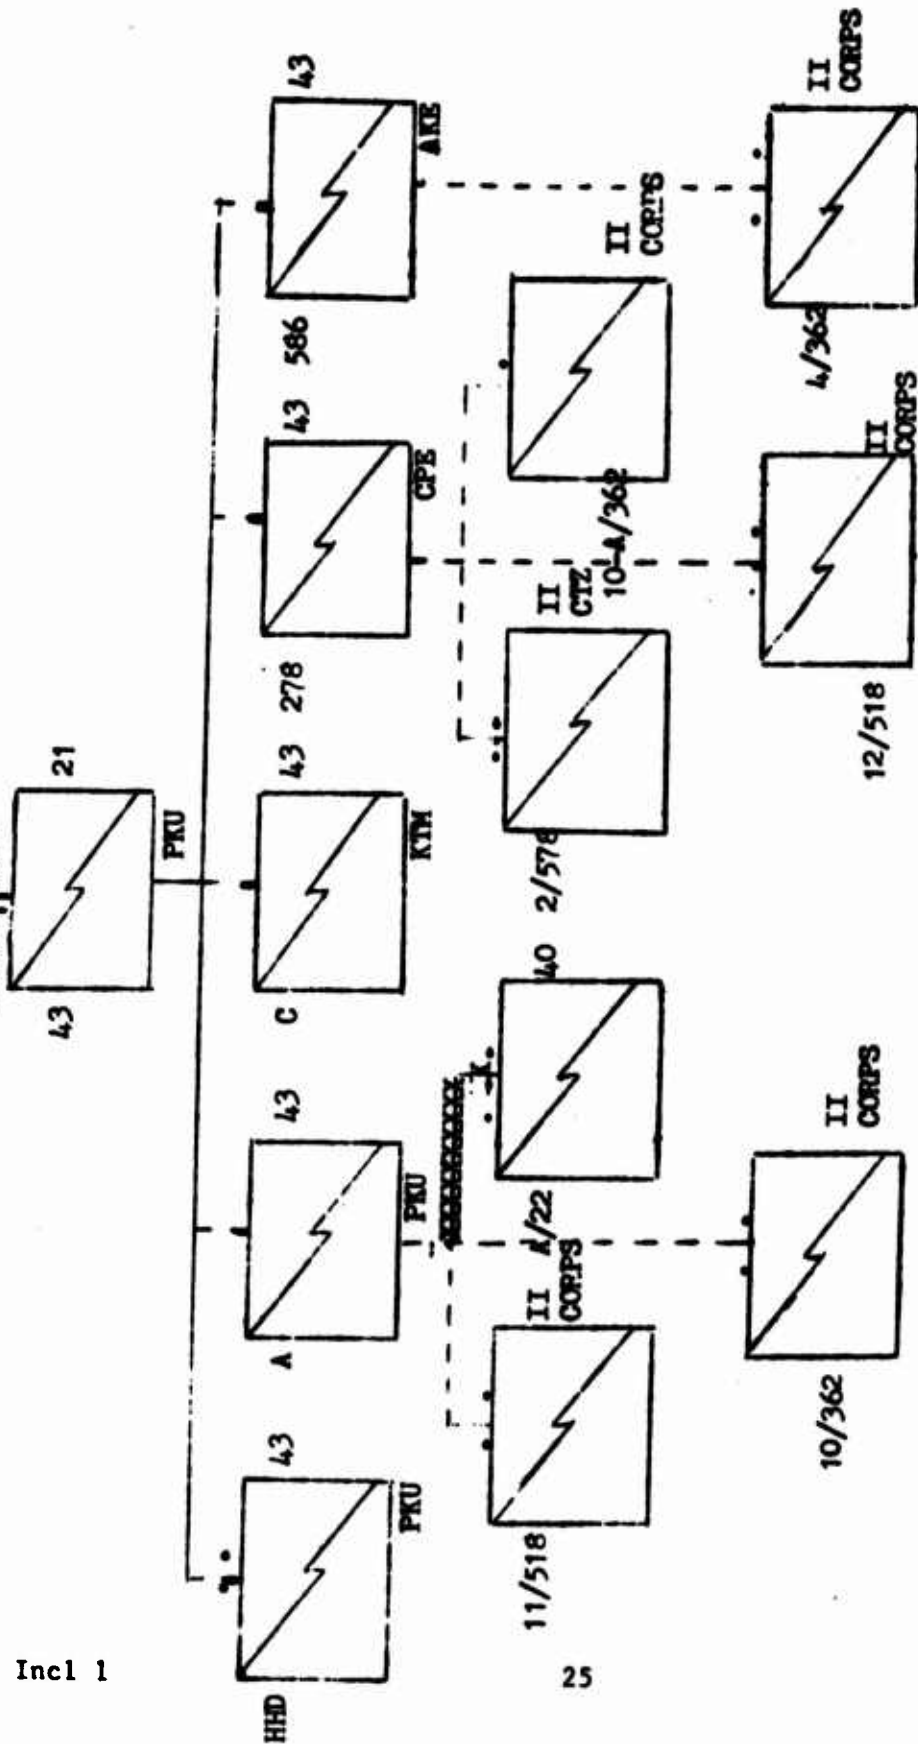 43
21
PKU
HHD
43
PKU
A
43
PKU
C
43
KTM
278
43
CPE
586
43
AKE
11/518
II
CORPS
A/22
40
2/578
II
CTZ
10-A/362
II
CORPS
10/362
II
CORPS
12/518
II
CORPS
4/362
II
CORPS
Incl 1
25